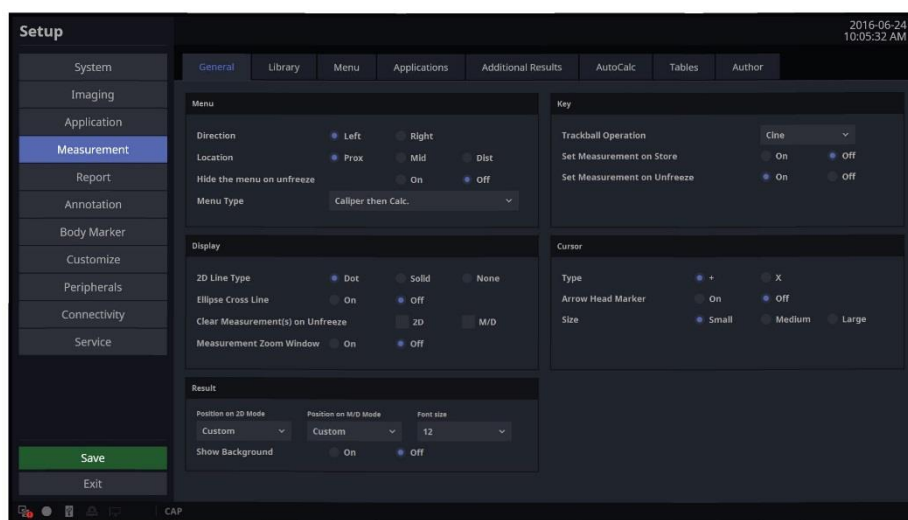 Setup
2016-06-24
10:05:32 AM
System
Imaging
Application
Measurement
Report
Annotation
Body Marker
Customize
Peripherals
Connectivity
Service
Save
Exit
General Library Menu Applications Additional Results AutoCalc Tables Author
Menu
Direction Left Right
Location Prox Mid Dist
Hide the menu on unfreeze On Off
Menu Type Caliper then Calc.
Key
Trackball Operation Cine
Set Measurement on Store On Off
Set Measurement on Unfreeze On Off
Display
2D Line Type Dot Solid None
Ellipse Cross Line On Off
Clear Measurement(s) on Unfreeze 2D M/D
Measurement Zoom Window On Off
Cursor
Type + X
Arrow Head Marker On Off
Size Small Medium Large
Result
Position on 2D Mode Position on M/D Mode Font size
Custom Custom 12
Show Background On Off
CAP